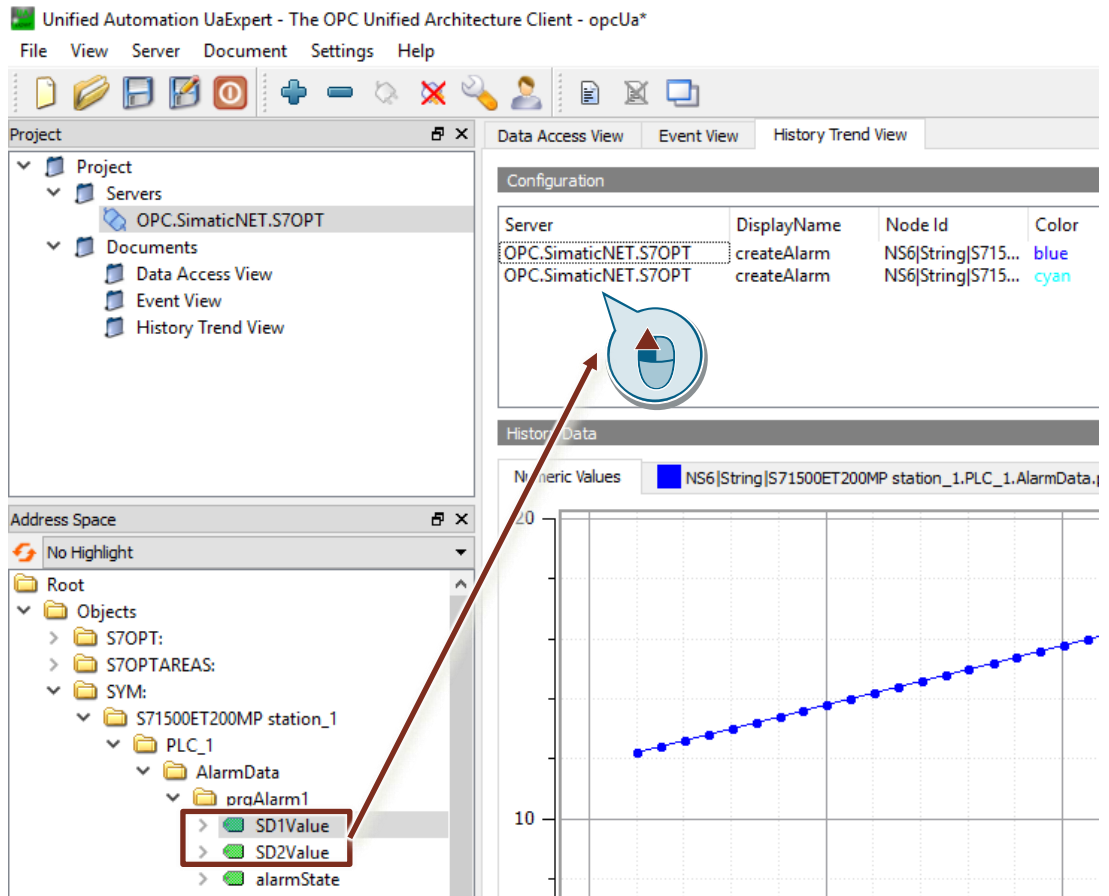 Unified Automation UaExpert - The OPC Unified Architecture Client - opcUa*
File View Server Document Settings Help
Project
Project
Servers
OPC.SimaticNET.S7OPT
Documents
Data Access View
Event View
History Trend View
Data Access View Event View History Trend View
Configuration
Server DisplayName Node Id Color
OPC.SimaticNET.S7OPT createAlarm NS6|String|S715... blue
OPC.SimaticNET.S7OPT createAlarm NS6|String|S715... cyan
History Data
Numeric Values NS6|String|S71500ET200MP station_1.PLC_1.AlarmData.p
20
10
Address Space
No Highlight
Root
Objects
S7OPT:
S7OPTAREAS:
SYM:
S71500ET200MP station_1
PLC_1
AlarmData
prgAlarm1
SD1Value
SD2Value
alarmState